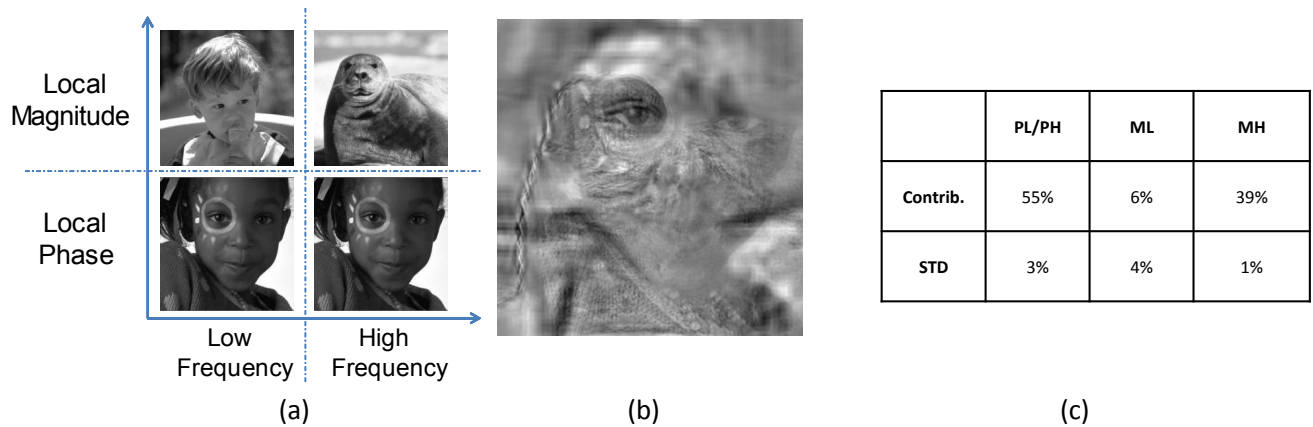 Local
Magnitude
Local
Phase
Low
Frequency
High
Frequency
(a)
(b)
PL/PH ML MH
Contrib. 55% 6% 39%
STD 3% 4% 1%
(c)